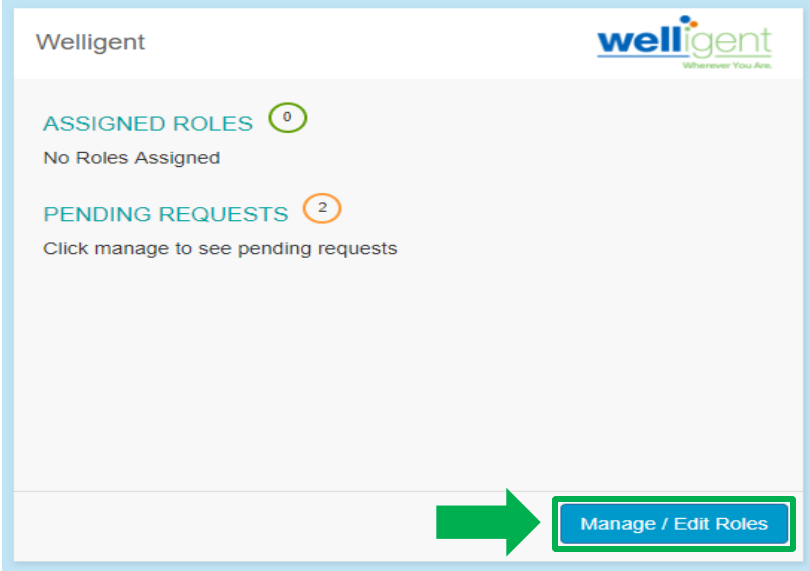 Welligent
welligent
Wherever You Are.
ASSIGNED ROLES 0
No Roles Assigned
PENDING REQUESTS 2
Click manage to see pending requests
Manage / Edit Roles